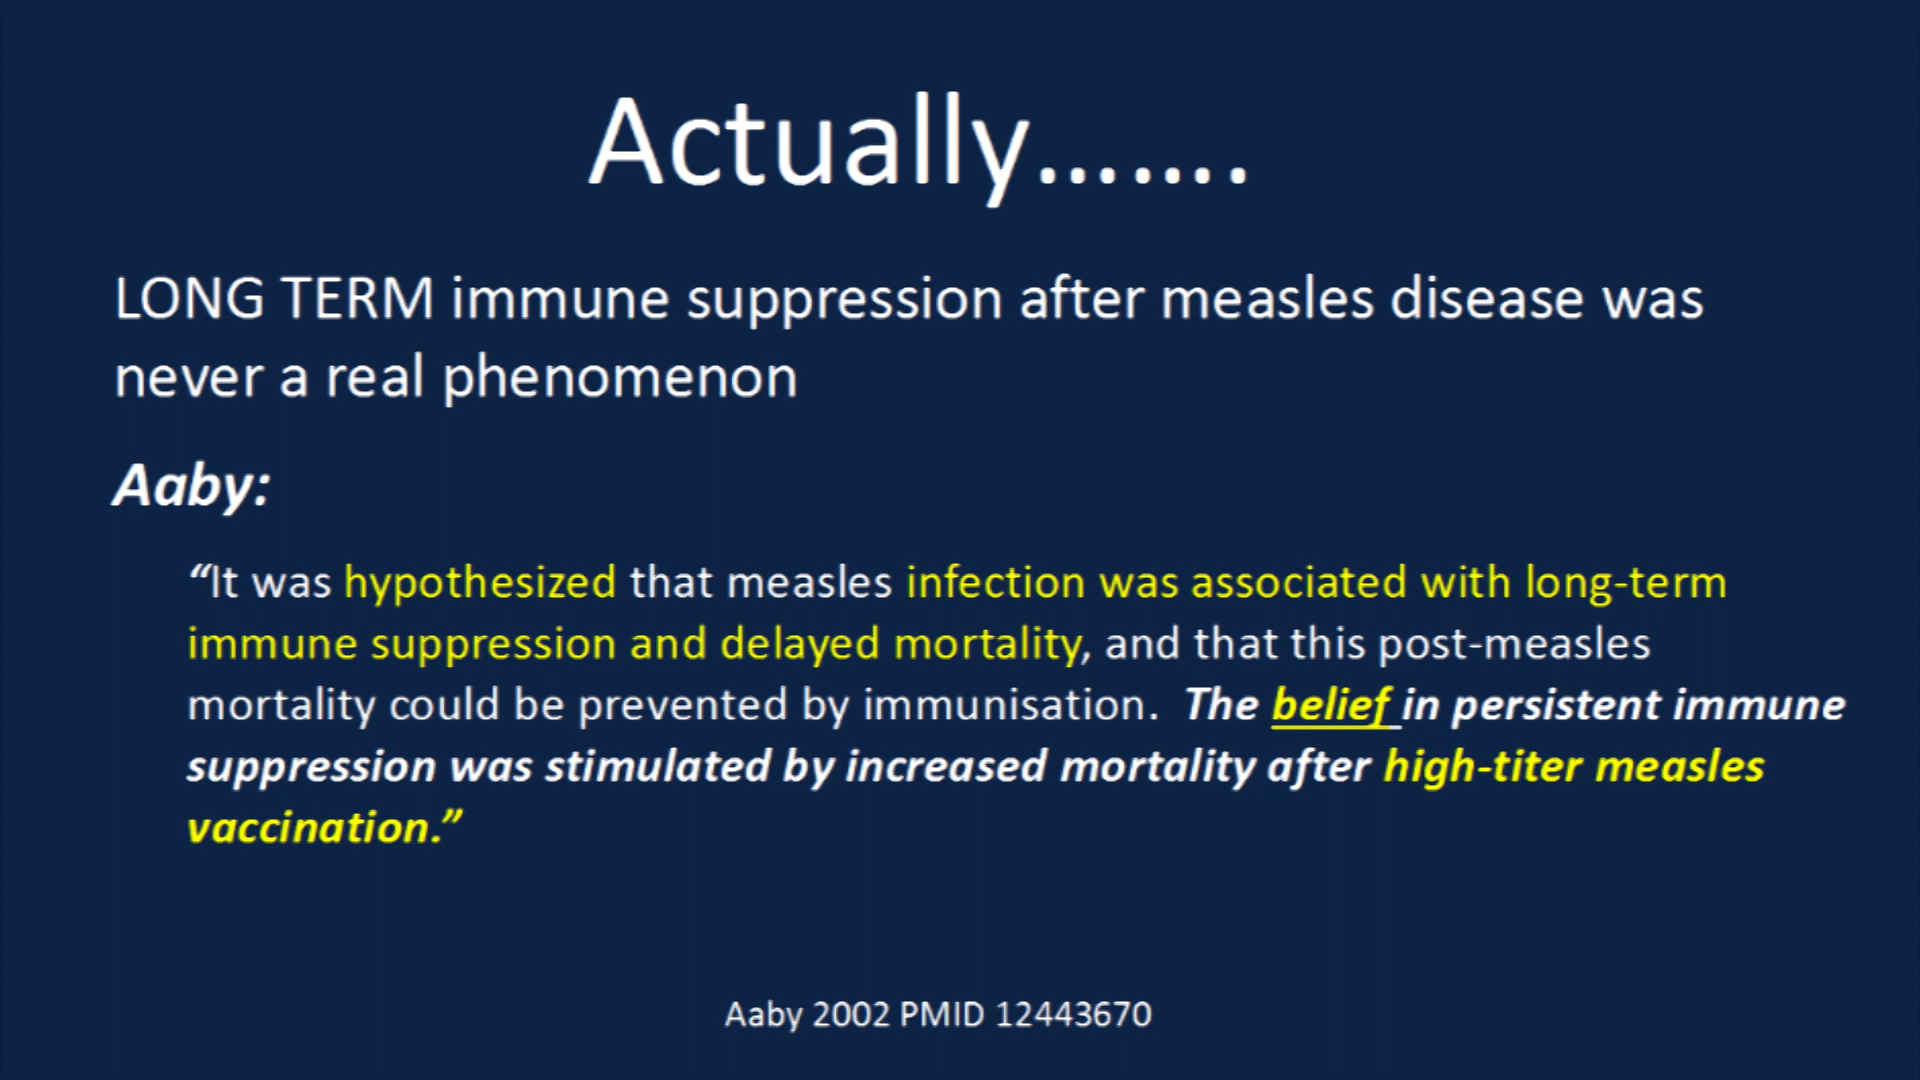 Actually…….
LONG TERM immune suppression after measles disease was
never a real phenomenon
Aaby:
“It was hypothesized that measles infection was associated with long-term
immune suppression and delayed mortality, and that this post-measles
mortality could be prevented by immunisation.  The belief in persistent immune
suppression was stimulated by increased mortality after high-titer measles
vaccination.”
Aaby 2002 PMID 12443670